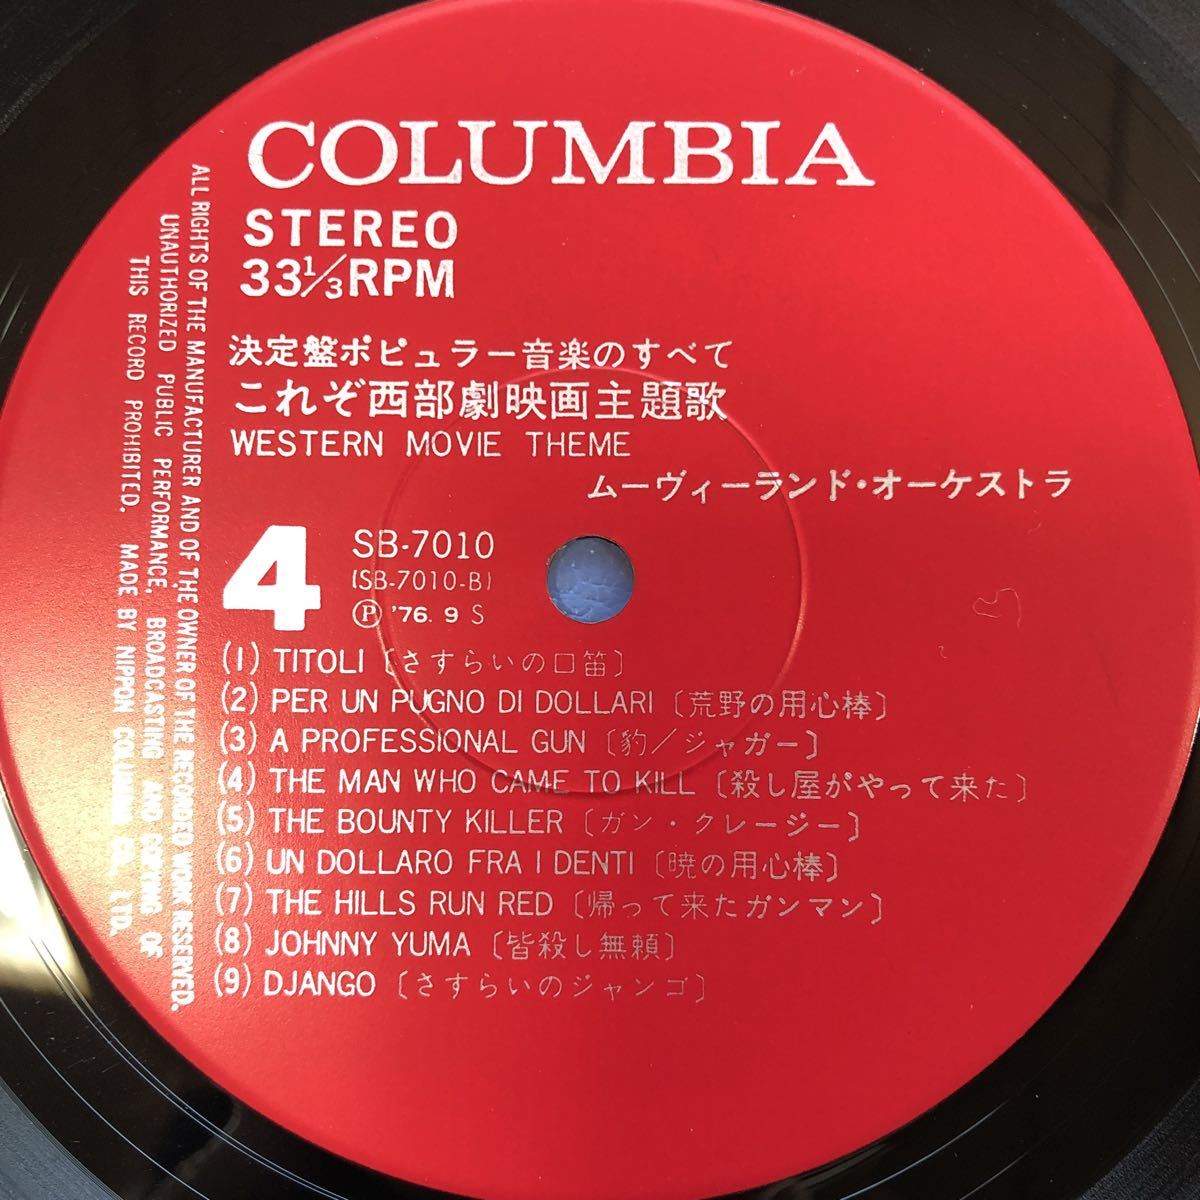 COLUMBIA
STEREO
33⅓RPM
決定盤ポピュラー音楽のすべて
これぞ西部劇映画主題歌
WESTERN MOVIE THEME
ムーヴィーランド・オーケストラ
4
SB-7010
(SB-7010-B)
Ⓟ '76. 9 S
(1) TITOLI〔さすらいの口笛〕
(2) PER UN PUGNO DI DOLLARI〔荒野の用心棒〕
(3) A PROFESSIONAL GUN〔豹/ジャガー〕
(4) THE MAN WHO CAME TO KILL〔殺し屋がやって来た〕
(5) THE BOUNTY KILLER〔ガン・クレージー〕
(6) UN DOLLARO FRA I DENTI〔暁の用心棒〕
(7) THE HILLS RUN RED〔帰って来たガンマン〕
(8) JOHNNY YUMA〔皆殺し無頼〕
(9) DJANGO〔さすらいのジャンゴ〕
ALL RIGHTS OF THE MANUFACTURER AND OF THE OWNER OF THE RECORDED WORK RESERVED.
UNAUTHORIZED PUBLIC PERFORMANCE, BROADCASTING AND COPYING OF
THIS RECORD PROHIBITED. MADE BY NIPPON COLUMBIA CO., LTD.